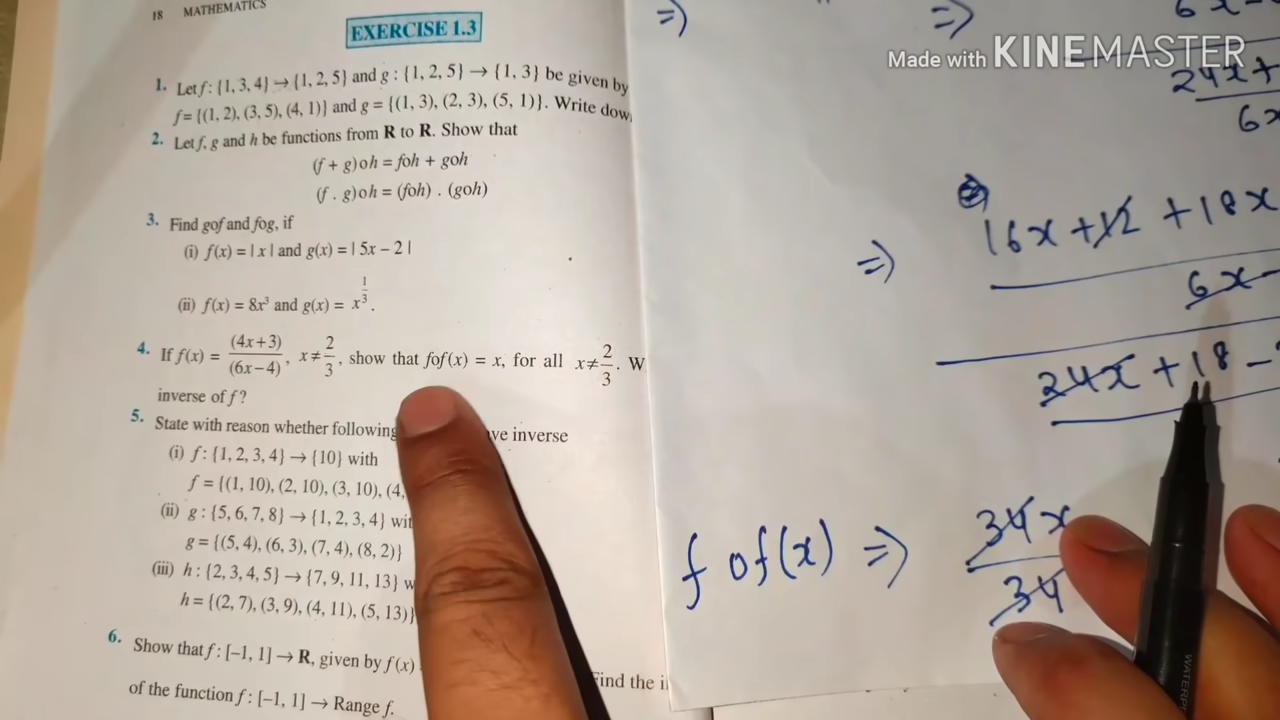 18 MATHEMATICS
EXERCISE 1.3
1. Let f : {1, 3, 4} → {1, 2, 5} and g : {1, 2, 5} → {1, 3} be given by
f = {(1, 2), (3, 5), (4, 1)} and g = {(1, 3), (2, 3), (5, 1)}. Write
2. Let f, g and h be functions from R to R. Show that
(f + g) o h = foh + goh
(f . g) o h = (foh) . (goh)
3. Find gof and fog, if
(i) f(x) = | x | and g(x) = | 5x – 2 |
(ii) f(x) = 8x³ and g(x) = x^{1/3}.
4. If f(x) = (4x+3)/(6x–4), x ≠ 2/3, show that fof(x) = x, for all x ≠ 2/3.
inverse of f ?
5. State with reason whether following inverse
(i) f : {1, 2, 3, 4} → {10} with
f = {(1, 10), (2, 10), (3, 10), (4,
(ii) g : {5, 6, 7, 8} → {1, 2, 3, 4}
g = {(5, 4), (6, 3), (7, 4), (8, 2)}
(iii) h : {2, 3, 4, 5} → {7, 9, 11, 13}
h = {(2, 7), (3, 9), (4, 11), (5, 13)}
6. Show that f : [–1, 1] → R, given by f(x) Find the
of the function f : [–1, 1] → Range f.
Made with KINEMASTER
⇒ ⇒ 6x
24x +
6x
⇒ 16x + 12 + 18x
6x –
24x + 18 –
f of(x) ⇒ 34x
34